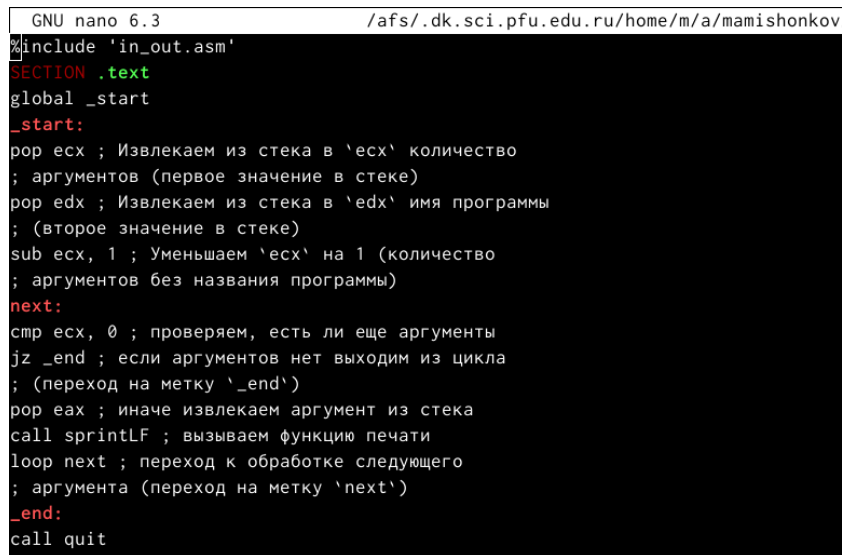 GNU nano 6.3 /afs/.dk.sci.pfu.edu.ru/home/m/a/mamishonkov
%include 'in_out.asm'
SECTION .text
global _start
_start:
pop ecx ; Извлекаем из стека в `ecx` количество
; аргументов (первое значение в стеке)
pop edx ; Извлекаем из стека в `edx` имя программы
; (второе значение в стеке)
sub ecx, 1 ; Уменьшаем `ecx` на 1 (количество
; аргументов без названия программы)
next:
cmp ecx, 0 ; проверяем, есть ли еще аргументы
jz _end ; если аргументов нет выходим из цикла
; (переход на метку `_end`)
pop eax ; иначе извлекаем аргумент из стека
call sprintLF ; вызываем функцию печати
loop next ; переход к обработке следующего
; аргумента (переход на метку `next`)
_end:
call quit